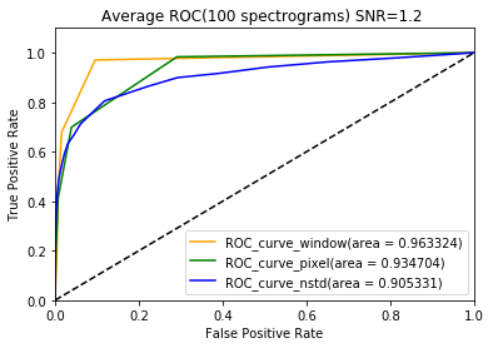 Average ROC(100 spectrograms) SNR=1.2
True Positive Rate
1.0
0.8
0.6
0.4
0.2
0.0
ROC_curve_window(area = 0.963324)
ROC_curve_pixel(area = 0.934704)
ROC_curve_nstd(area = 0.905331)
0.0 0.2 0.4 0.6 0.8 1.0
False Positive Rate